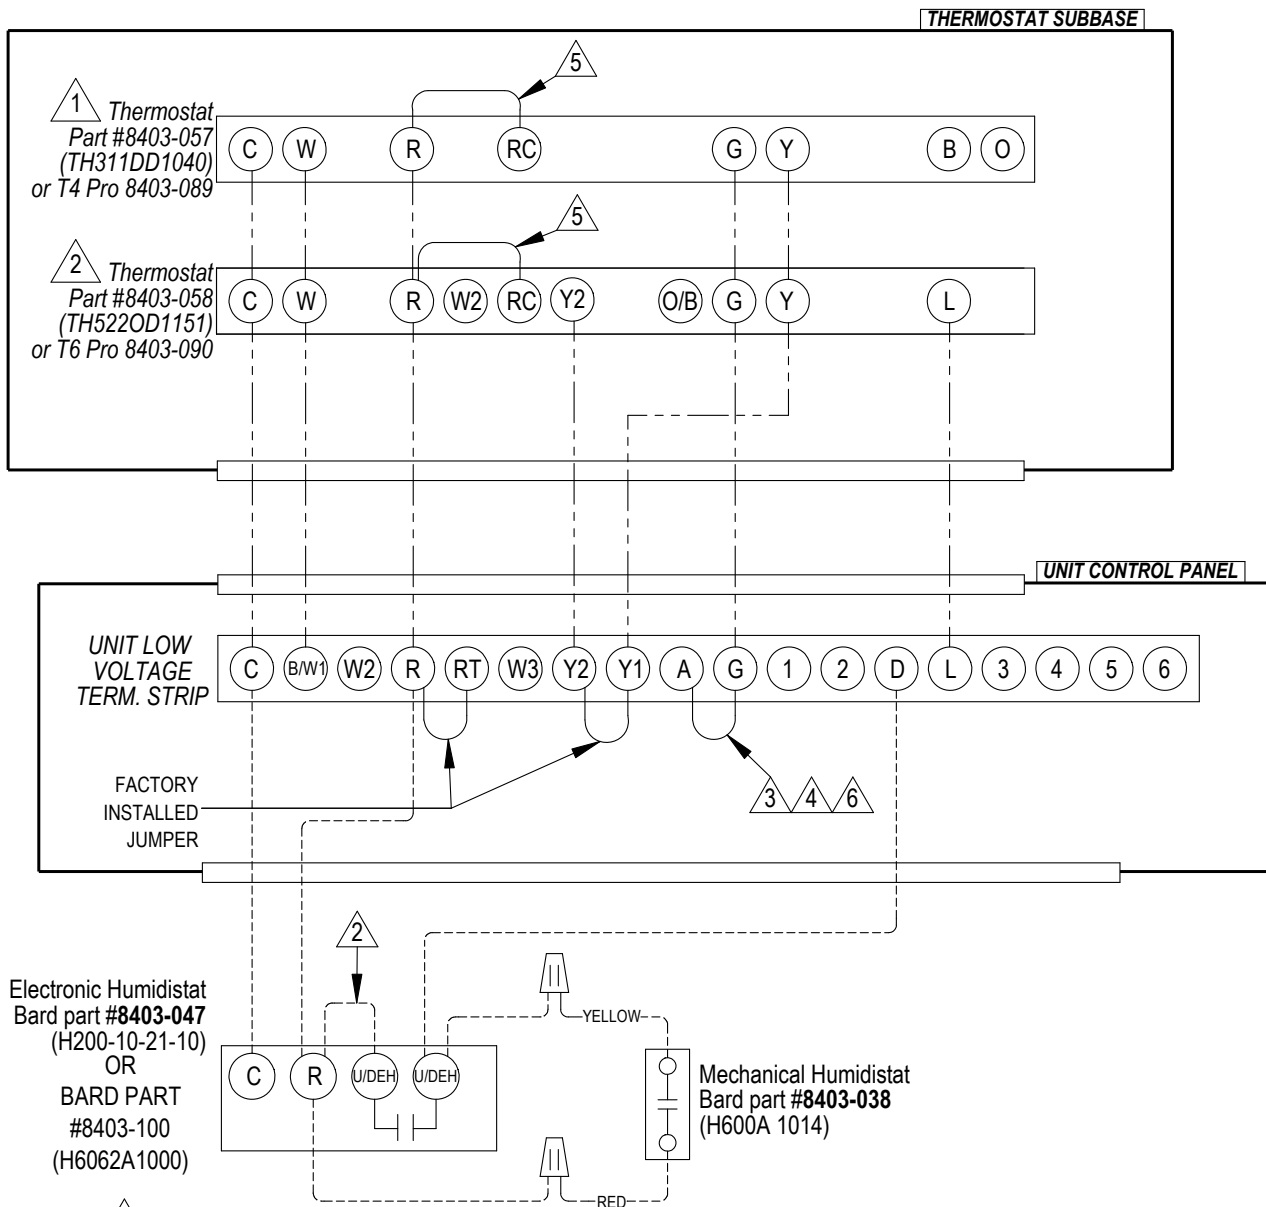 THERMOSTAT SUBBASE
5
1 Thermostat
Part #8403-057
(TH311DD1040)
or T4 Pro 8403-089
C W R RC G Y B O
5
2 Thermostat
Part #8403-058
(TH522OD1151)
or T6 Pro 8403-090
C W R W2 RC Y2 O/B G Y L
UNIT CONTROL PANEL
UNIT LOW
VOLTAGE
TERM. STRIP
C B/W1 W2 R RT W3 Y2 Y1 A G 1 2 D L 3 4 5 6
FACTORY
INSTALLED
JUMPER
3 4 6
2
Electronic Humidistat
Bard part #8403-047
(H200-10-21-10)
OR
BARD PART
#8403-100
(H6062A1000)
C R U/DEH U/DEH
YELLOW
Mechanical Humidistat
Bard part #8403-038
(H600A 1014)
RED